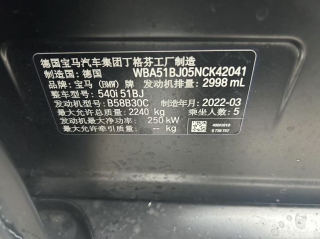 德国宝马汽车集团丁格芬工厂制造
制造国：德国 WBA51BJ05NCK42041
品牌：宝马 (BMW) 牌 发动机排量：2998 mL
整车型号：540i 51BJ
发动机型号：B58B30C 制造年月：2022-03
最大允许总质量：2240 kg 乘坐人数：5
发动机最大净功率：250 kW
最大允许牵引质量： kg